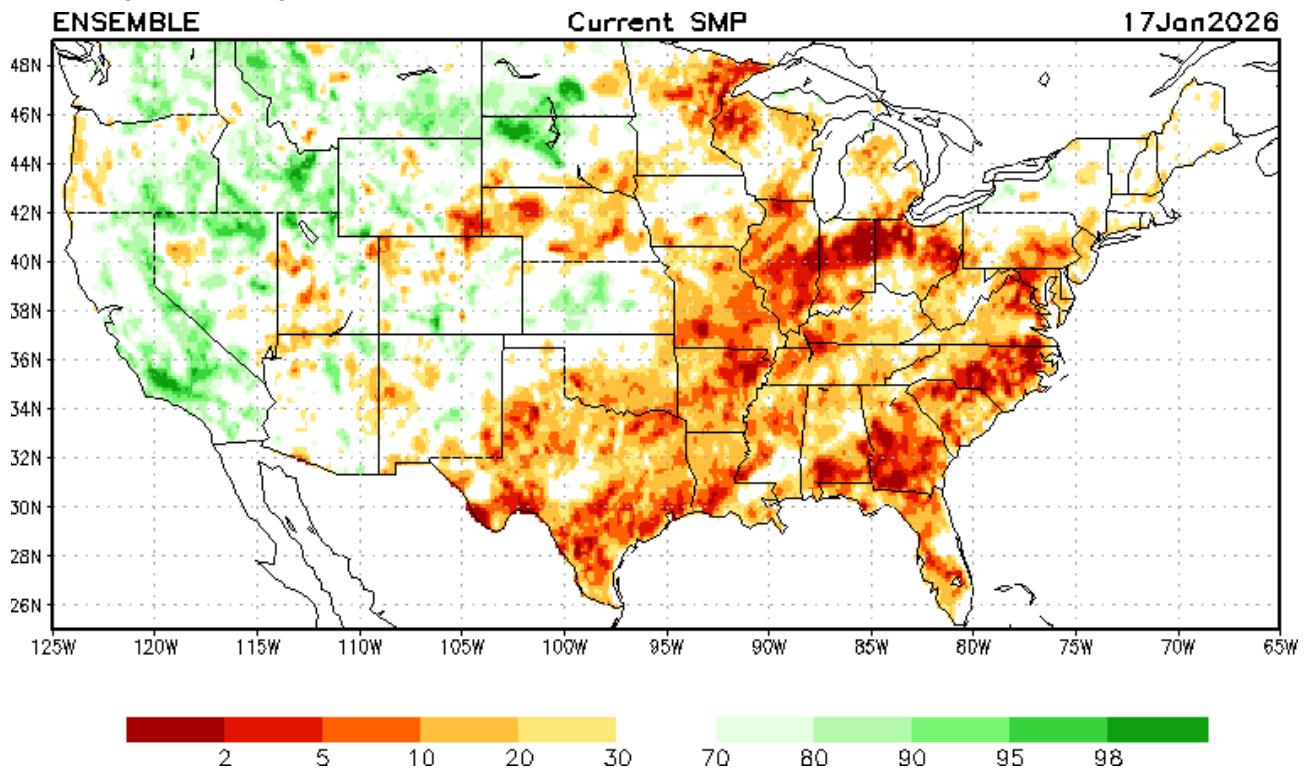 ENSEMBLE Current SMP 17Jan2026
48N
46N
44N
42N
40N
38N
36N
34N
32N
30N
28N
26N
125W 120W 115W 110W 105W 100W 95W 90W 85W 80W 75W 70W 65W
2 5 10 20 30 70 80 90 95 98